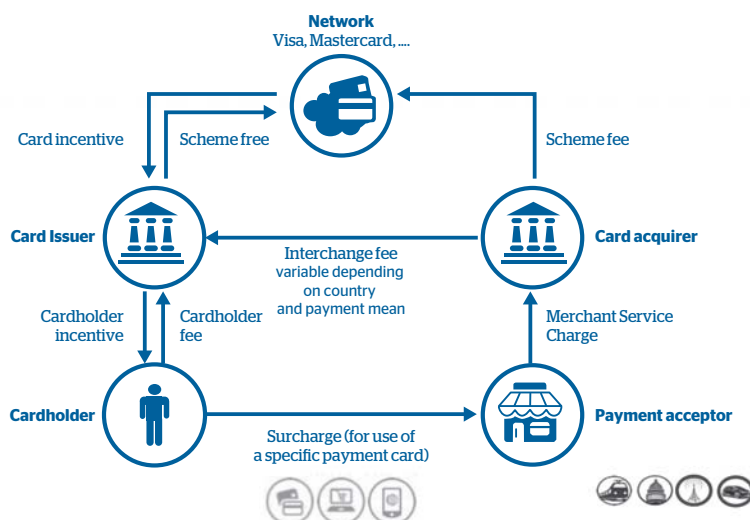 Network
Visa, Mastercard, ....
Card incentive
Scheme free
Scheme fee
Card Issuer
Card acquirer
Interchange fee
variable depending
on country
and payment mean
Cardholder
incentive
Cardholder
fee
Merchant Service
Charge
Cardholder
Payment acceptor
Surcharge (for use of
a specific payment card)